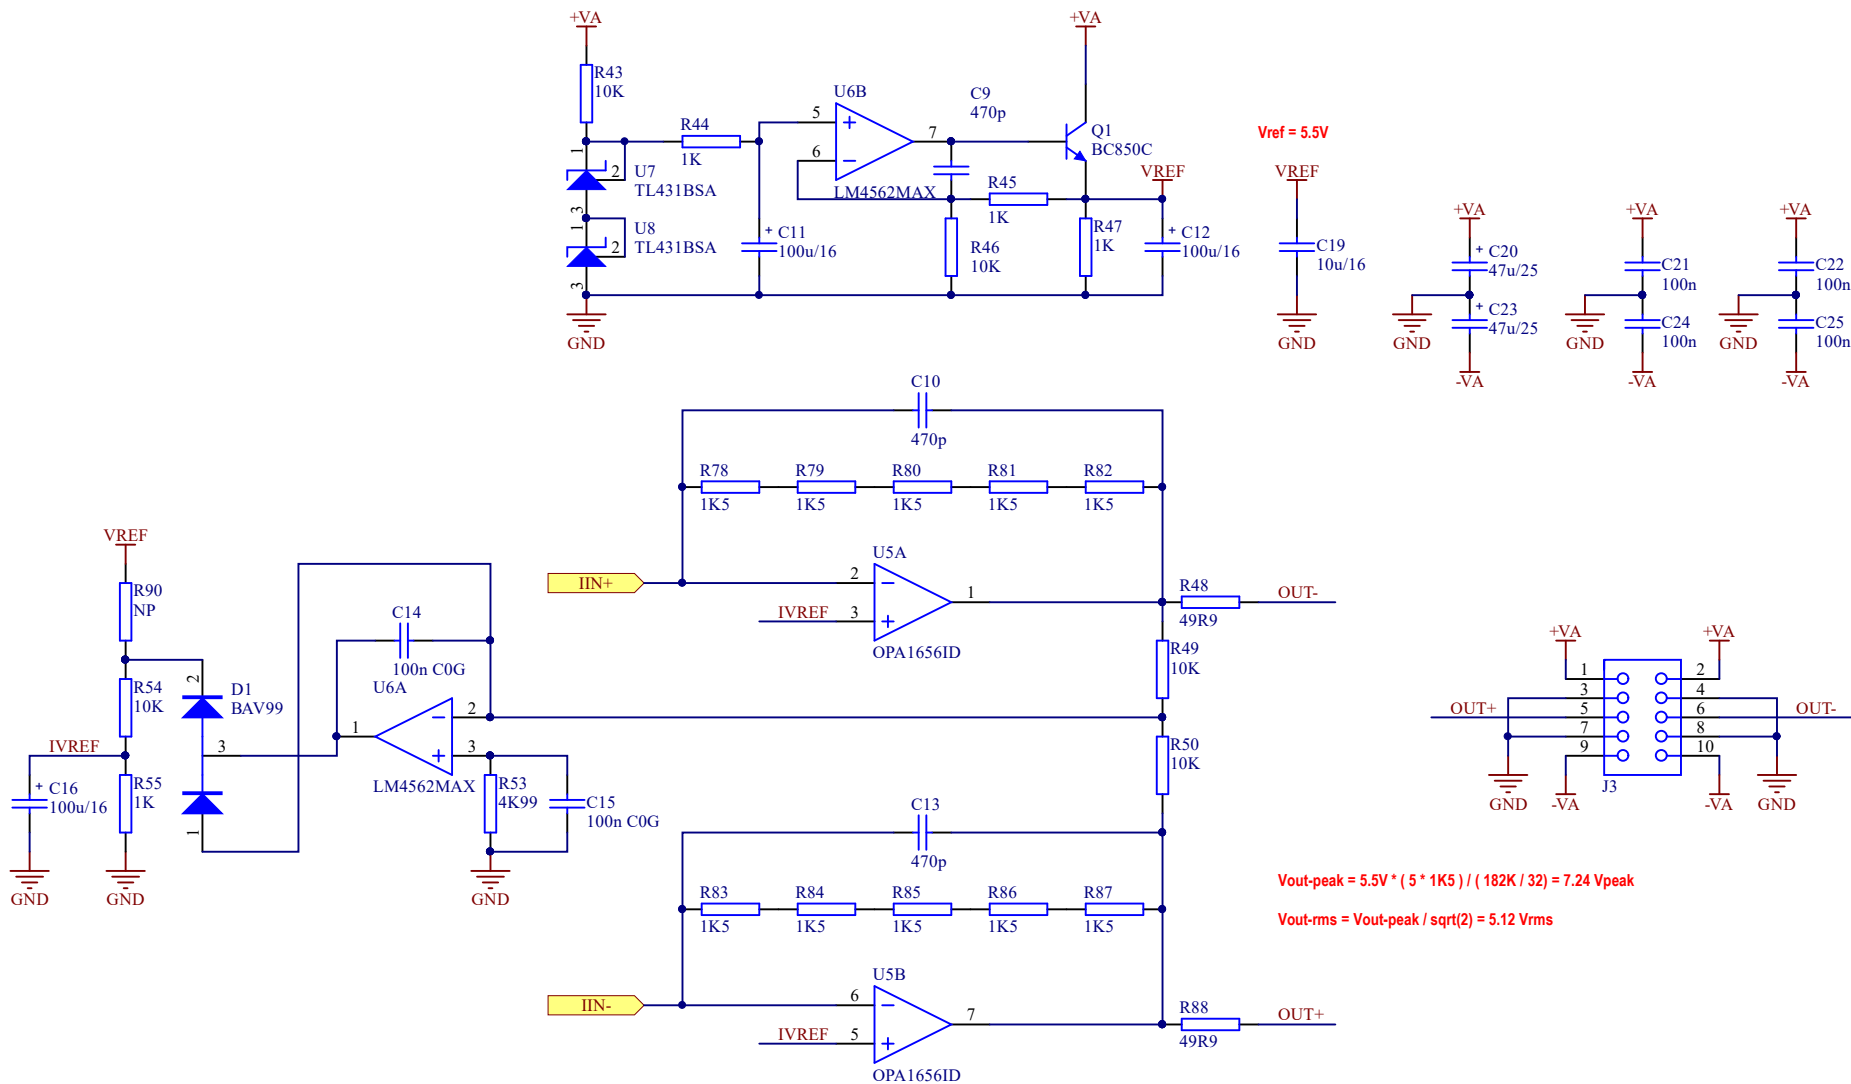 +VA
R43
10K
1
2
U7
TL431BSA
3
1
2
U8
TL431BSA
3
GND
R44
1K
+
C11
100u/16
U6B
5
6
7
LM4562MAX
C9
470p
R45
1K
R46
10K
+VA
Q1
BC850C
VREF
R47
1K
+
C12
100u/16
Vref = 5.5V
VREF
C19
10u/16
GND
+VA
+
C20
47u/25
+
C23
47u/25
GND
-VA
+VA
C21
100n
C24
100n
GND
-VA
+VA
C22
100n
C25
100n
GND
-VA
C10
470p
R78
1K5
R79
1K5
R80
1K5
R81
1K5
R82
1K5
IIN+
IVREF
U5A
2
3
1
OPA1656ID
R48
49R9
OUT-
R49
10K
R50
10K
VREF
R90
NP
R54
10K
IVREF
R55
1K
+
C16
100u/16
GND
GND
2
D1
BAV99
3
1
C14
100n C0G
U6A
1
2
3
LM4562MAX
R53
4K99
C15
100n C0G
GND
C13
470p
R83
1K5
R84
1K5
R85
1K5
R86
1K5
R87
1K5
IIN-
IVREF
U5B
6
5
7
OPA1656ID
R88
49R9
OUT+
+VA
+VA
1
2
3
4
OUT+
5
6
OUT-
7
8
9
10
GND
-VA
J3
-VA
GND
Vout-peak = 5.5V * ( 5 * 1K5 ) / ( 182K / 32) = 7.24 Vpeak
Vout-rms = Vout-peak / sqrt(2) = 5.12 Vrms